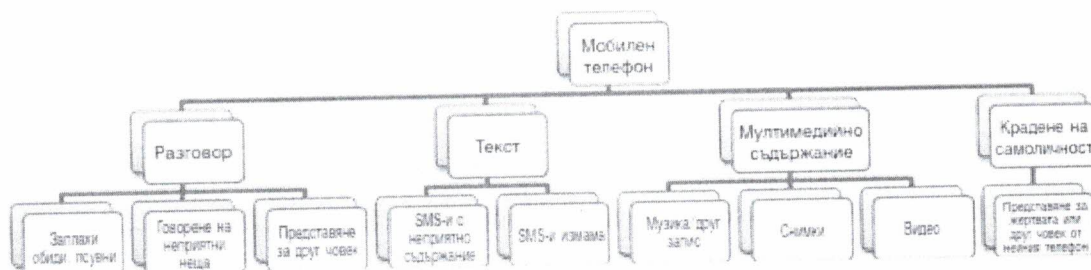 Мобилен
телефон
Разговор
Текст
Мултимедийно
съдържание
Крадене на
самоличност
Заплахи
обиди псувни
Говорене на
неприятни
неща
Представяне
за друг човек
SMS-и с
неприятно
съдържание
SMS-и измама
Музика друг
запис
Снимки
Видео
Представяне за
жертвата или
друг човек от
нейния телефон